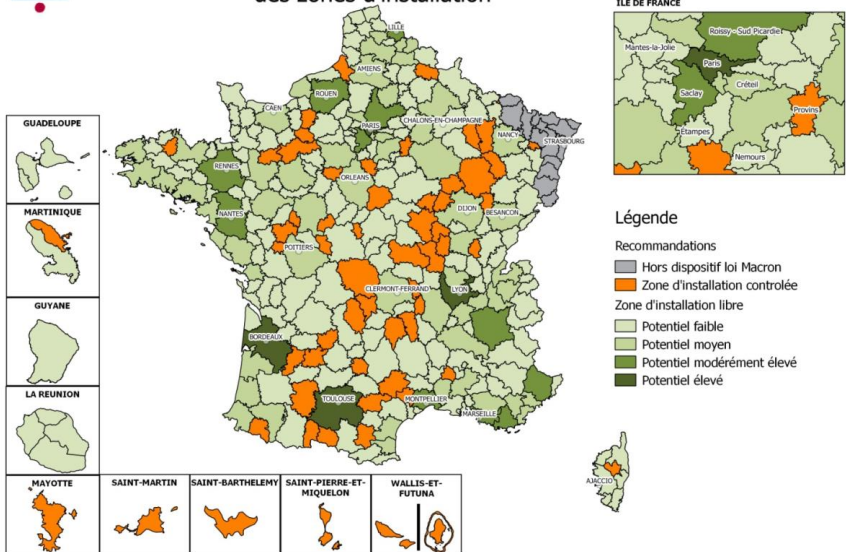 des zones d'installation
ILE DE FRANCE
Roissy - Sud Picardie
Mantes-la-Jolie
Paris
Créteil
Saclay
Provins
Étampes
Nemours
LILLE
AMIENS
ROUEN
CAEN
PARIS
CHALONS-EN-CHAMPAGNE
NANCY
STRASBOURG
RENNES
ORLEANS
NANTES
DIJON
BESANCON
POITIERS
CLERMONT-FERRAND
LYON
BORDEAUX
TOULOUSE
MONTPELLIER
MARSEILLE
AJACCIO
GUADELOUPE
MARTINIQUE
GUYANE
LA REUNION
MAYOTTE
SAINT-MARTIN
SAINT-BARTHELEMY
SAINT-PIERRE-ET-
MIQUELON
WALLIS-ET-
FUTUNA
Légende
Recommandations
Hors dispositif loi Macron
Zone d'installation controlée
Zone d'installation libre
Potentiel faible
Potentiel moyen
Potentiel modérément élevé
Potentiel élevé